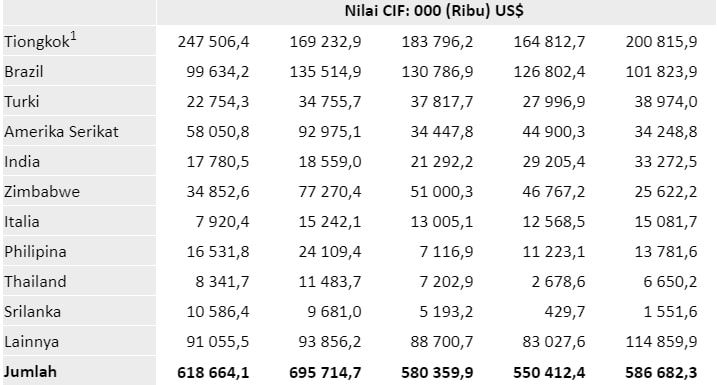 Nilai CIF: 000 (Ribu) US$
Tiongkok¹ 247 506,4 169 232,9 183 796,2 164 812,7 200 815,9
Brazil 99 634,2 135 514,9 130 786,9 126 802,4 101 823,9
Turki 22 754,3 34 755,7 37 817,7 27 996,9 38 974,0
Amerika Serikat 58 050,8 92 975,1 34 447,8 44 900,3 34 248,8
India 17 780,5 18 559,0 21 292,2 29 205,4 33 272,5
Zimbabwe 34 852,6 77 270,4 51 000,3 46 767,2 25 622,2
Italia 7 920,4 15 242,1 13 005,1 12 568,5 15 081,7
Philipina 16 531,8 24 109,4 7 116,9 11 223,1 13 781,6
Thailand 8 341,7 11 483,7 7 202,9 2 678,6 6 650,2
Srilanka 10 586,4 9 681,0 5 193,2 429,7 1 551,6
Lainnya 91 055,5 93 856,2 88 700,7 83 027,6 114 859,9
Jumlah 618 664,1 695 714,7 580 359,9 550 412,4 586 682,3